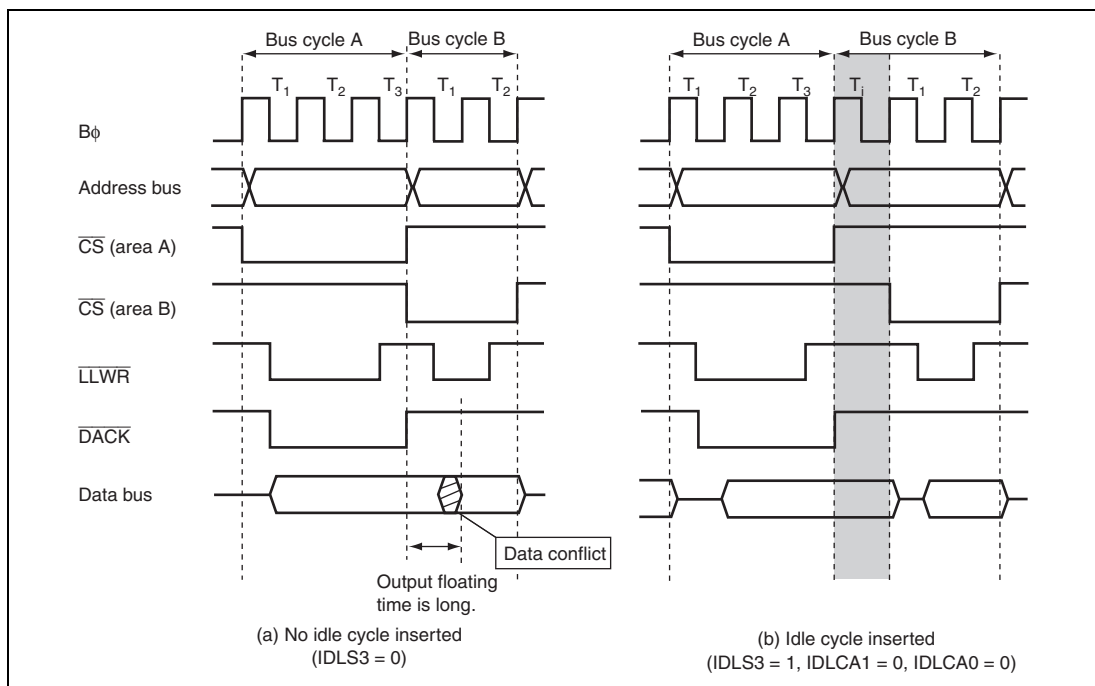 Bus cycle A Bus cycle B
T1 T2 T3 T1 T2
Bus cycle A Bus cycle B
T1 T2 T3 Ti T1 T2
Bφ
Address bus
CS (area A)
CS (area B)
LLWR
DACK
Data bus
Data conflict
Output floating
time is long.
(a) No idle cycle inserted
(IDLS3 = 0)
(b) Idle cycle inserted
(IDLS3 = 1, IDLCA1 = 0, IDLCA0 = 0)